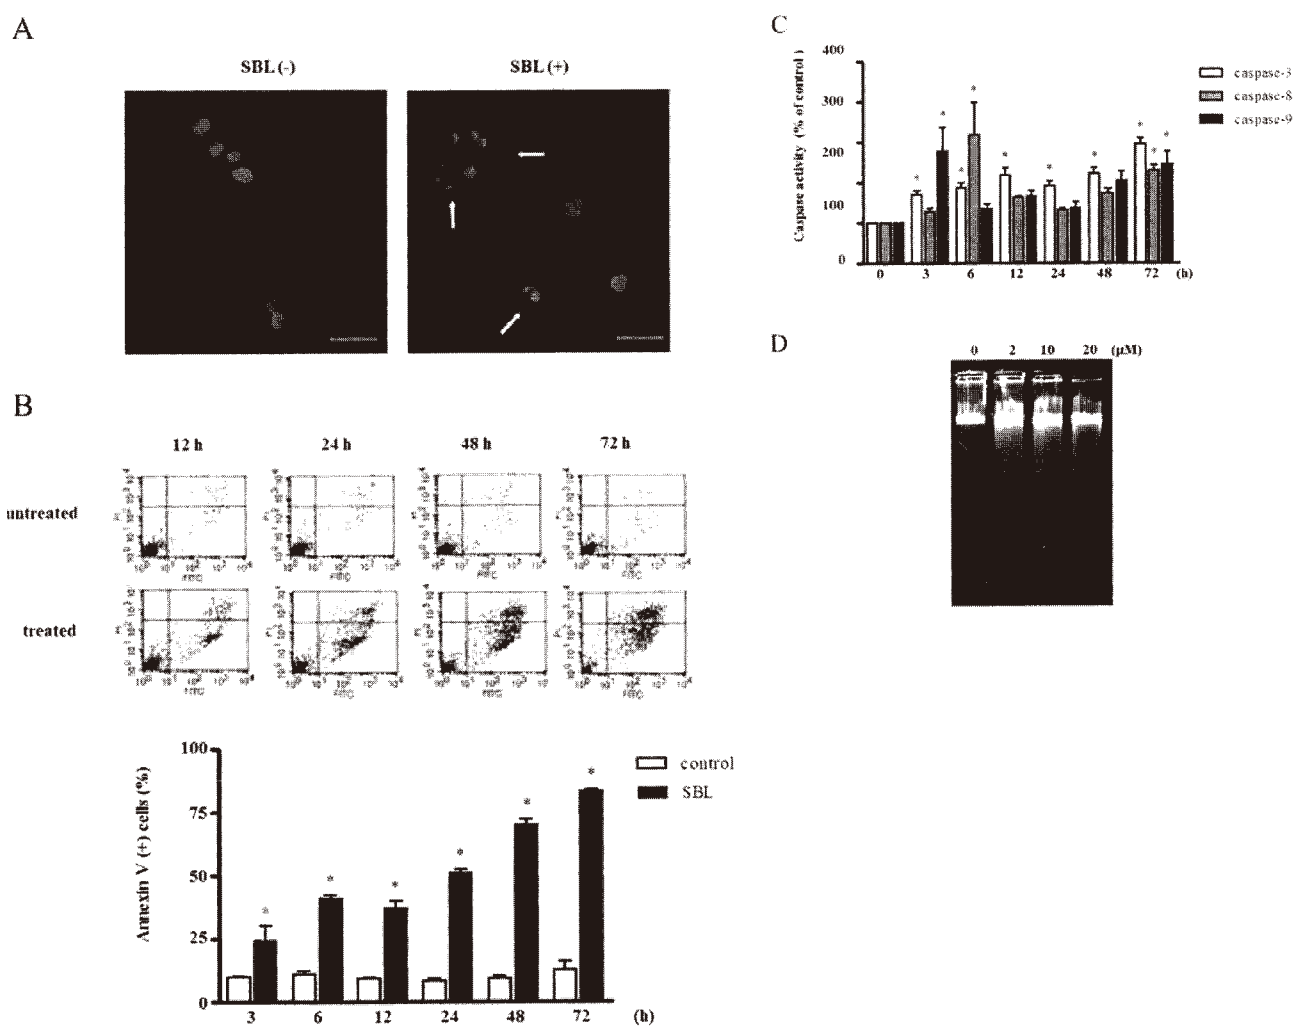 A
SBL (-)
SBL (+)
B
12 h
24 h
48 h
72 h
untreated
treated
100
75
50
25
0
Annexin V (+) cells (%)
control
SBL
3
6
12
24
48
72
(h)
C
400
300
200
100
0
Caspase activity (% of control)
caspase-3
caspase-8
caspase-9
0
3
6
12
24
48
72
(h)
D
0
2
10
20
(μM)